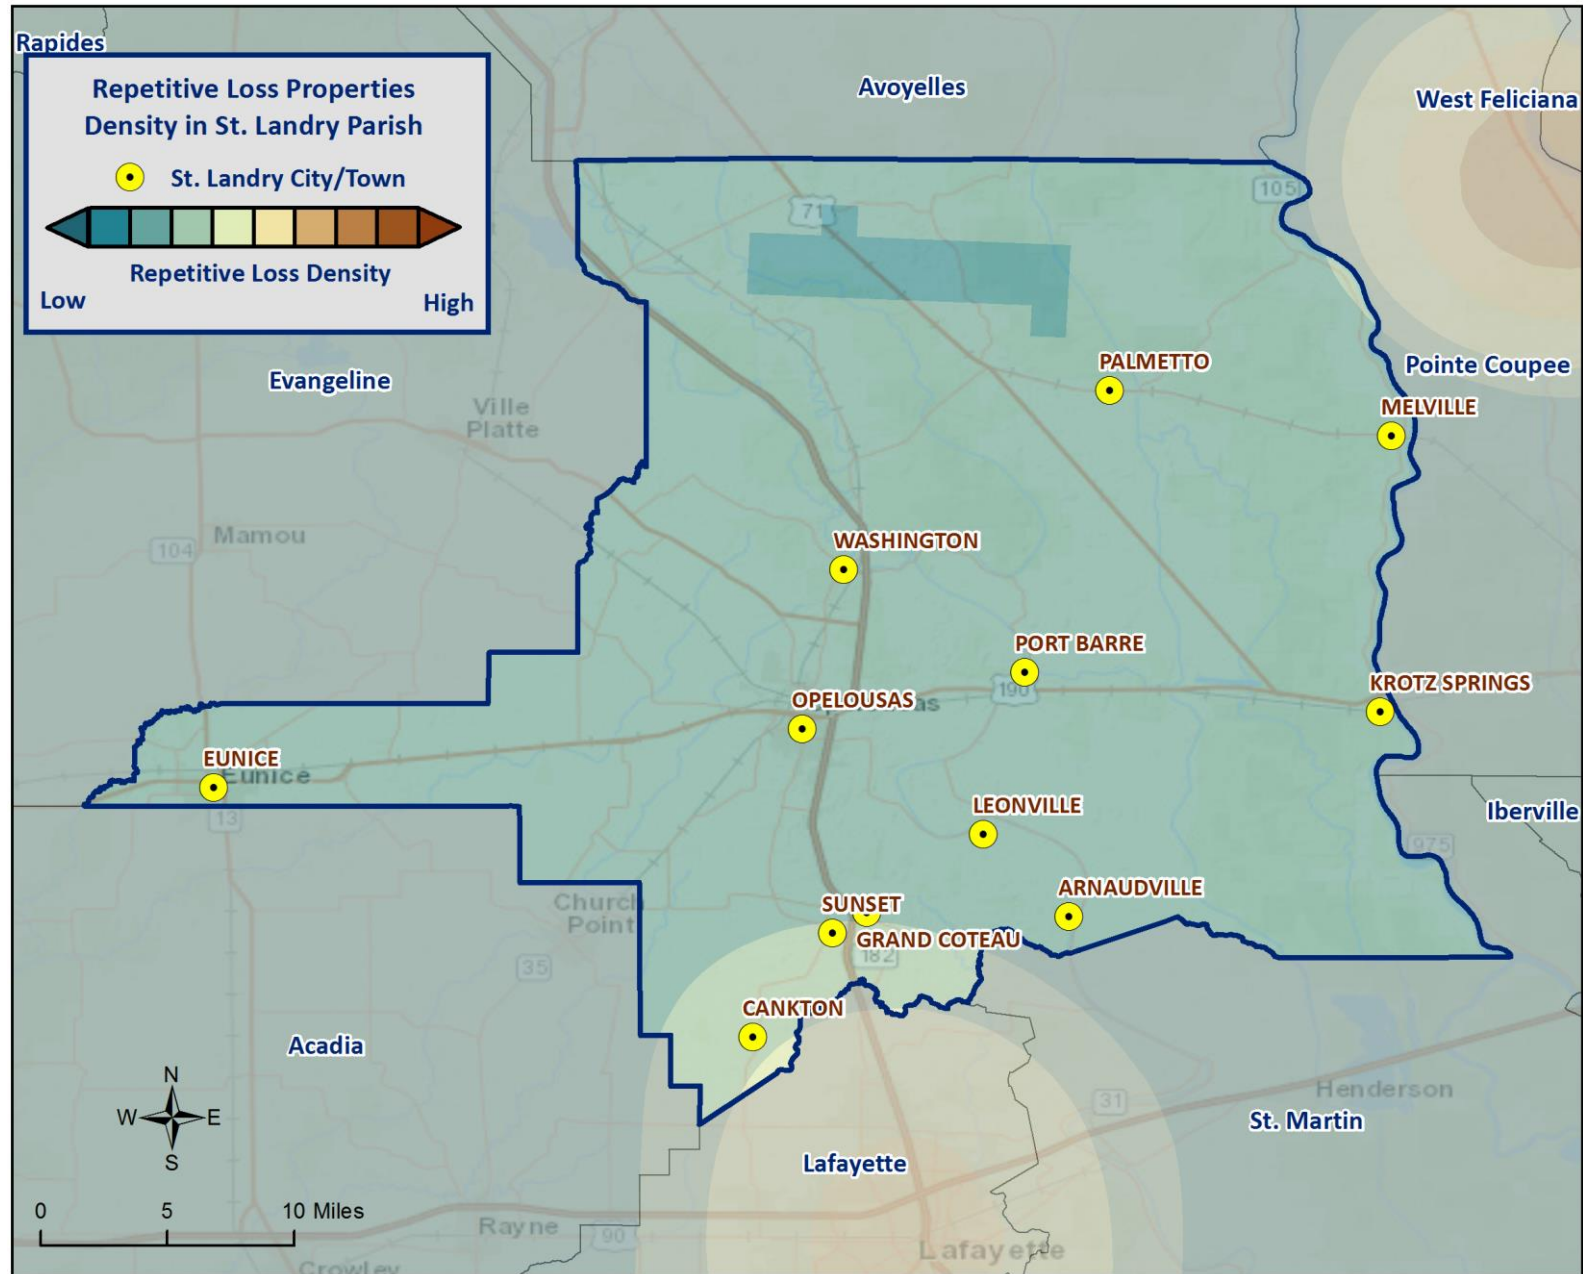 Rapides
Repetitive Loss Properties
Density in St. Landry Parish
St. Landry City/Town
Repetitive Loss Density
Low
High
Avoyelles
West Feliciana
105
71
Evangeline
Ville
Platte
PALMETTO
Pointe Coupee
MELVILLE
Mamou
104
WASHINGTON
PORT BARRE
190
KROTZ SPRINGS
OPELOUSAS
EUNICE
Eunice
13
LEONVILLE
Iberville
975
Church
Point
ARNAUDVILLE
SUNSET
GRAND COTEAU
182
35
CANKTON
Acadia
N
W
E
S
Henderson
31
St. Martin
Lafayette
0
5
10 Miles
Rayne
90
Lafayette
Crowley